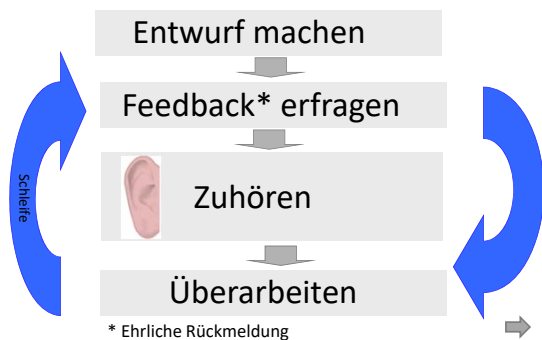 Entwurf machen
Feedback* erfragen
Schleife
Zuhören
Überarbeiten
* Ehrliche Rückmeldung